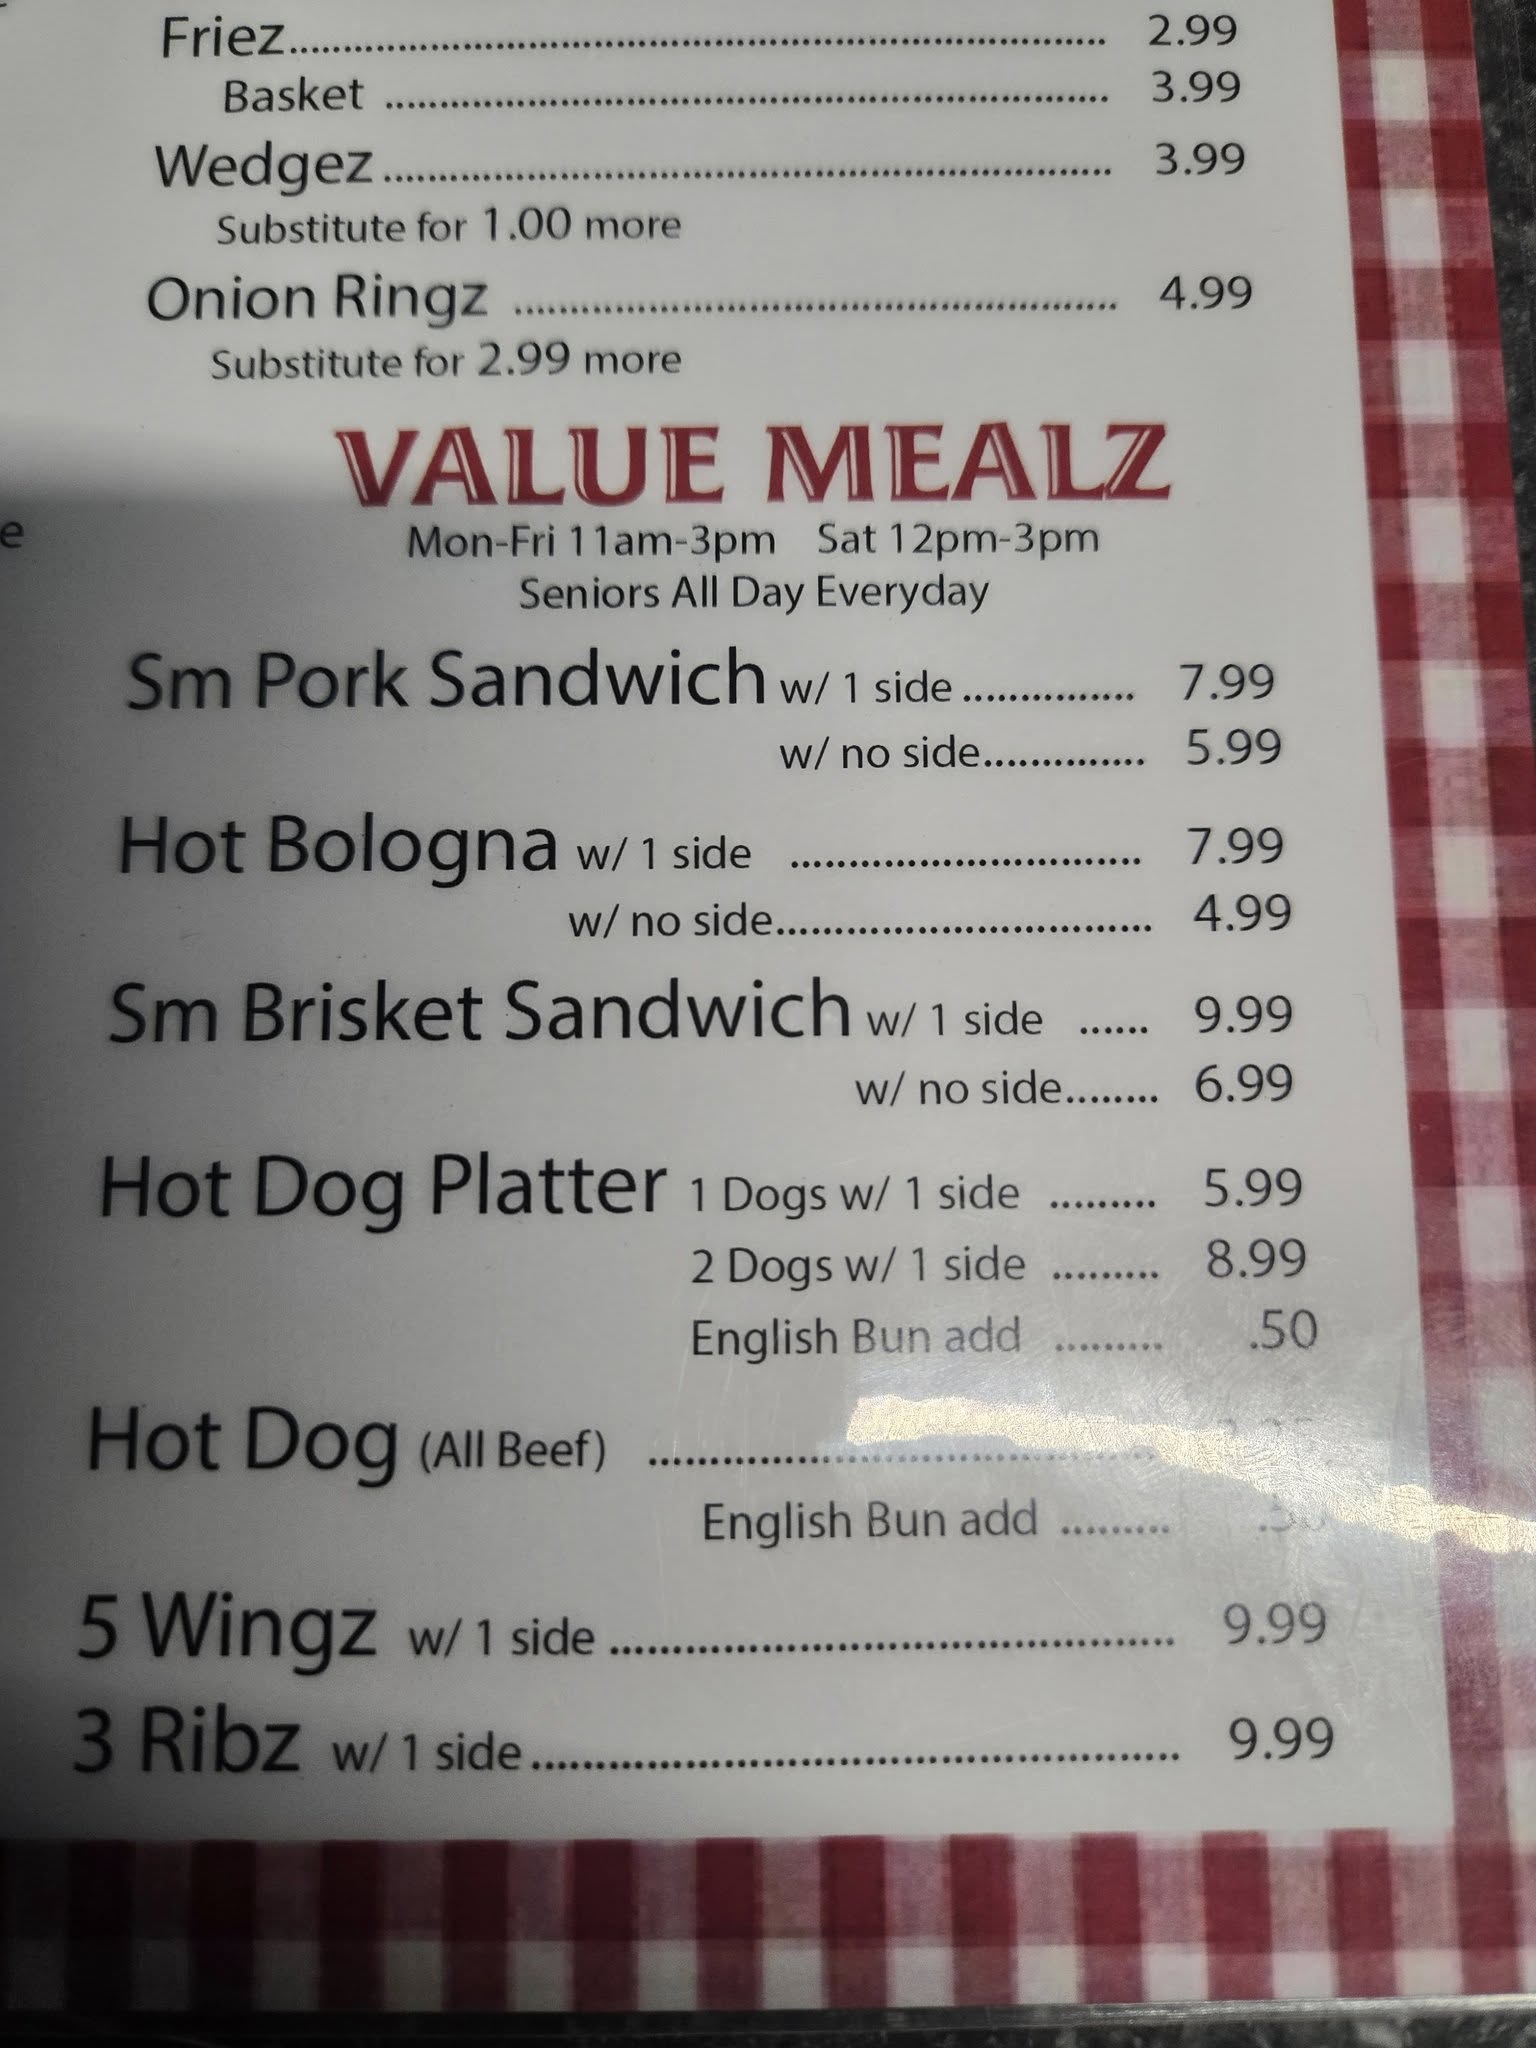 Friez........ 2.99
Basket ........ 3.99
Wedgez........ 3.99
Substitute for 1.00 more
Onion Ringz ........ 4.99
Substitute for 2.99 more
VALUE MEALZ
Mon-Fri 11am-3pm Sat 12pm-3pm
e
Seniors All Day Everyday
Sm Pork Sandwich w/ 1 side........ 7.99
w/ no side........ 5.99
Hot Bologna w/ 1 side ........ 7.99
w/ no side........ 4.99
Sm Brisket Sandwich w/ 1 side ...... 9.99
w/ no side........ 6.99
Hot Dog Platter 1 Dogs w/ 1 side ......... 5.99
2 Dogs w/ 1 side ......... 8.99
English Bun add ......... .50
Hot Dog (All Beef) ........
English Bun add ......... .50
5 Wingz w/ 1 side........ 9.99
3 Ribz w/ 1 side........ 9.99